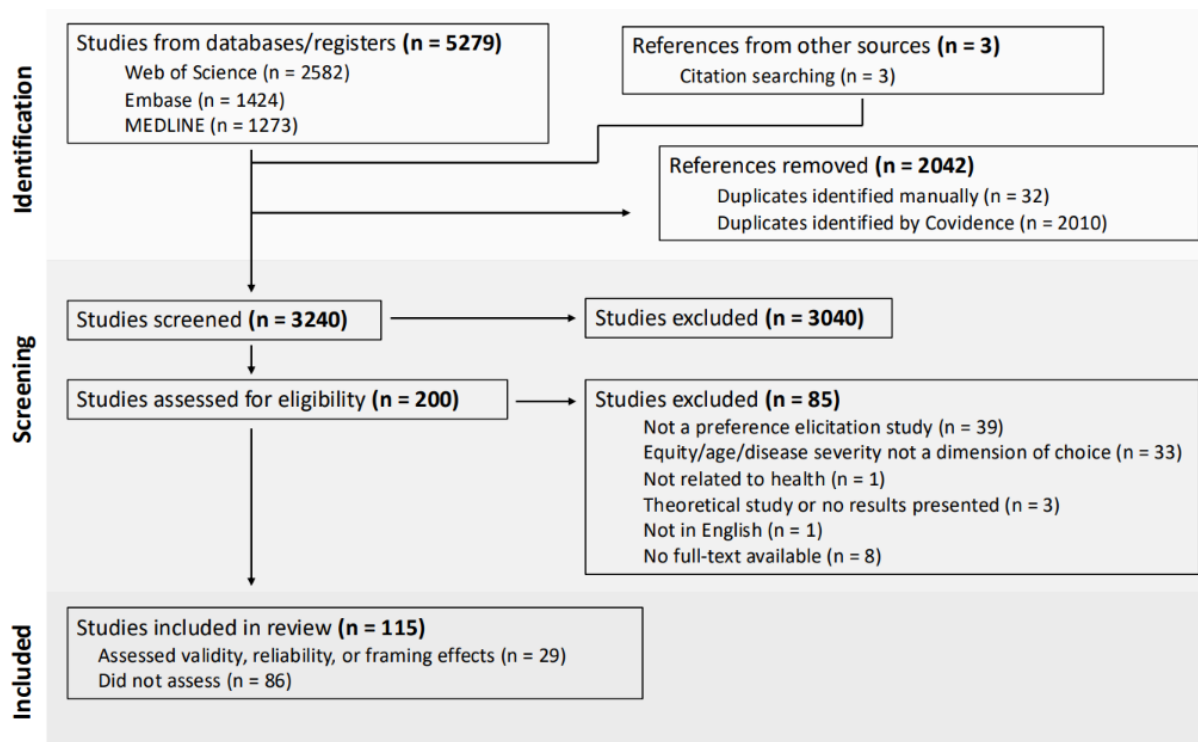 Identification
Studies from databases/registers (n = 5279)
Web of Science (n = 2582)
Embase (n = 1424)
MEDLINE (n = 1273)
References from other sources (n = 3)
Citation searching (n = 3)
References removed (n = 2042)
Duplicates identified manually (n = 32)
Duplicates identified by Covidence (n = 2010)
Screening
Studies screened (n = 3240)
Studies excluded (n = 3040)
Studies assessed for eligibility (n = 200)
Studies excluded (n = 85)
Not a preference elicitation study (n = 39)
Equity/age/disease severity not a dimension of choice (n = 33)
Not related to health (n = 1)
Theoretical study or no results presented (n = 3)
Not in English (n = 1)
No full-text available (n = 8)
Included
Studies included in review (n = 115)
Assessed validity, reliability, or framing effects (n = 29)
Did not assess (n = 86)